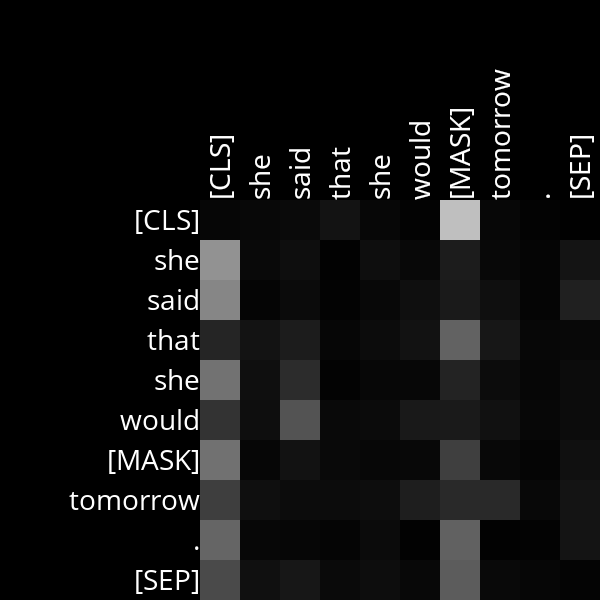 [CLS] she said that she would [MASK] tomorrow . [SEP]
[CLS]
she
said
that
she
would
[MASK]
tomorrow
.
[SEP]